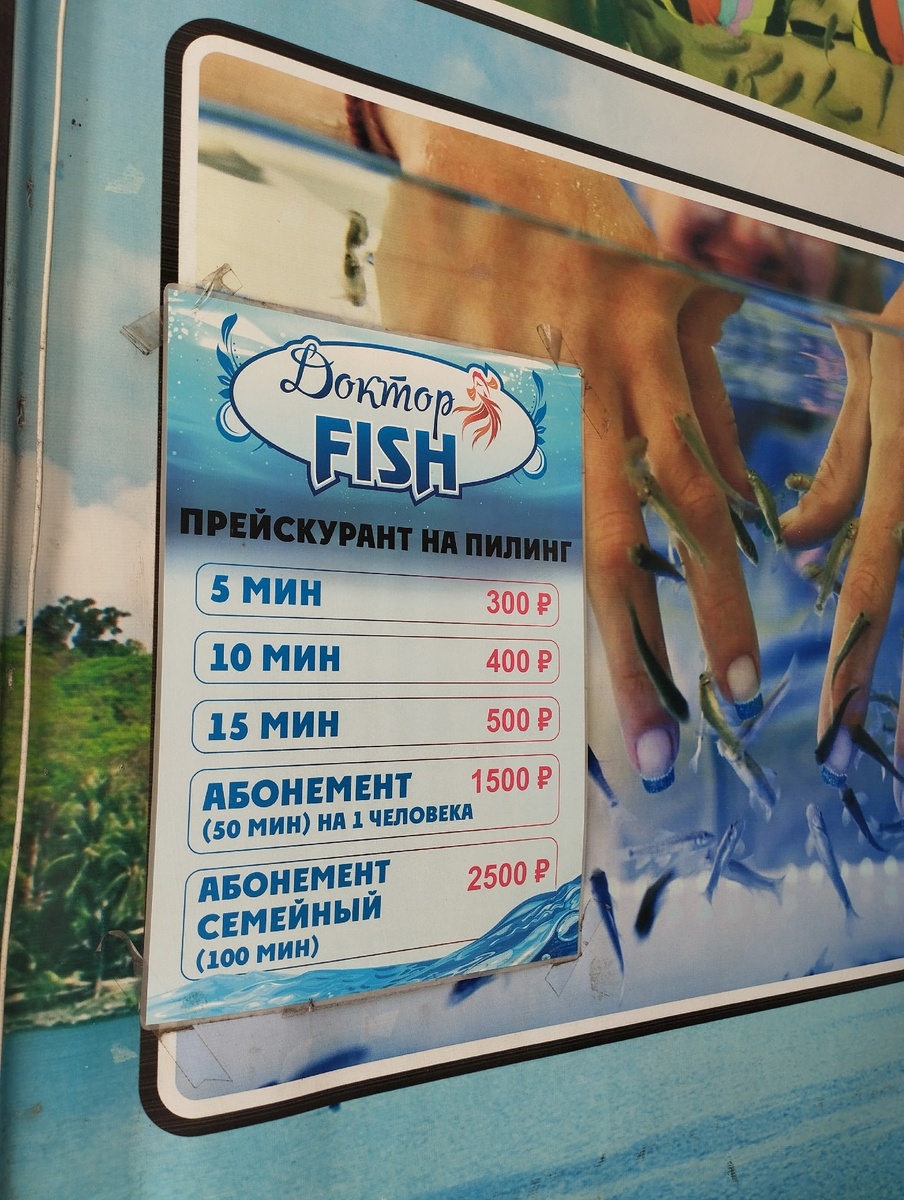 Доктор
FISH
ПРЕЙСКУРАНТ НА ПИЛИНГ
5 МИН 300 ₽
10 МИН 400 ₽
15 МИН 500 ₽
АБОНЕМЕНТ 1500 ₽
(50 МИН) НА 1 ЧЕЛОВЕКА
АБОНЕМЕНТ 2500 ₽
СЕМЕЙНЫЙ
(100 МИН)